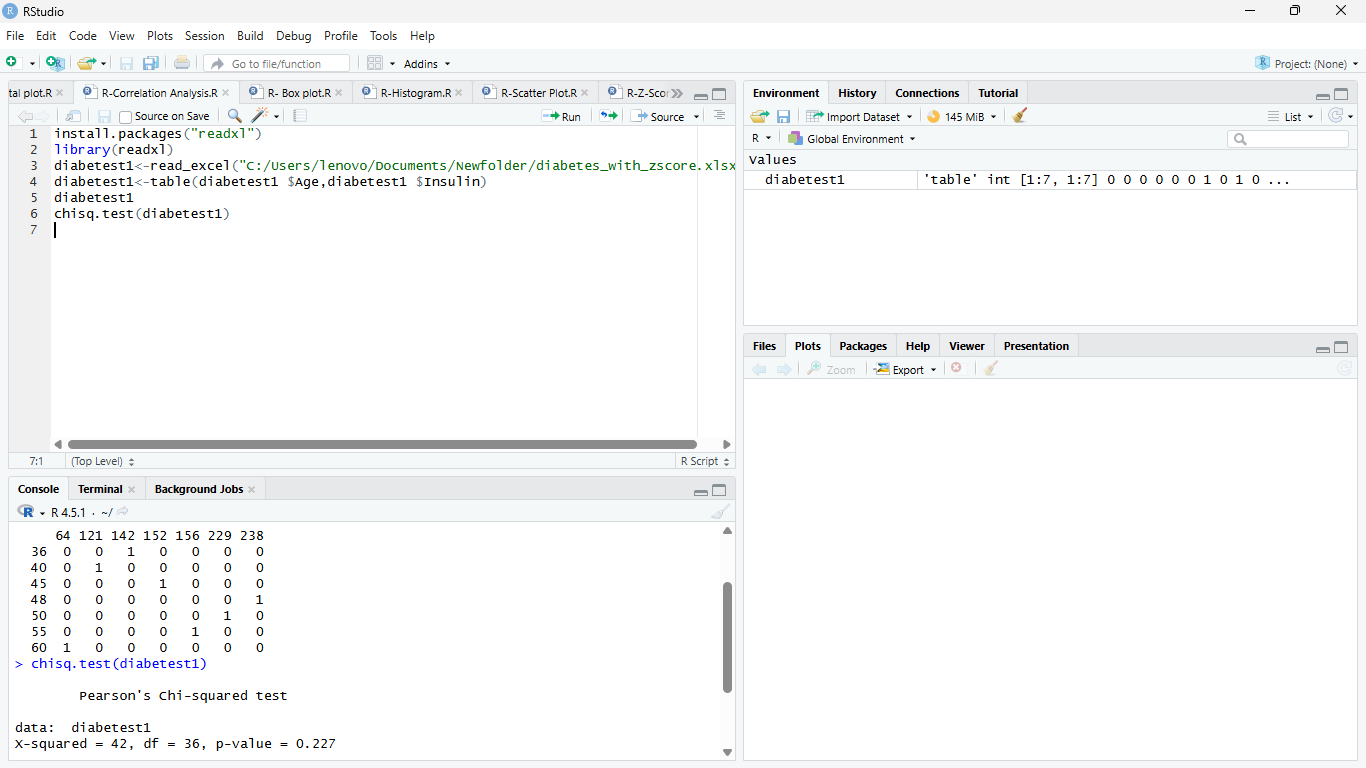 RStudio
File Edit Code View Plots Session Build Debug Profile Tools Help
Go to file/function Addins Project: (None)
tal plot.R R-Correlation Analysis.R R- Box plot.R R-Histogram.R R-Scatter Plot.R R-Z-Scor
Source on Save Run Source
1 install.packages("readxl")
2 library(readxl)
3 diabetest1<-read_excel("C:/Users/lenovo/Documents/Newfolder/diabetes_with_zscore.xlsx
4 diabetest1<-table(diabetest1 $Age,diabetest1 $Insulin)
5 diabetest1
6 chisq.test(diabetest1)
7
7:1 (Top Level) R Script
Console Terminal Background Jobs
R 4.5.1 · ~/
64 121 142 152 156 229 238
36 0 0 1 0 0 0 0
40 0 1 0 0 0 0 0
45 0 0 0 1 0 0 0
48 0 0 0 0 0 0 1
50 0 0 0 0 0 1 0
55 0 0 0 0 1 0 0
60 1 0 0 0 0 0 0
> chisq.test(diabetest1)
Pearson's Chi-squared test
data: diabetest1
X-squared = 42, df = 36, p-value = 0.227
Environment History Connections Tutorial
Import Dataset 145 MiB List
R Global Environment
Values
diabetest1 'table' int [1:7, 1:7] 0 0 0 0 0 0 1 0 1 0 ...
Files Plots Packages Help Viewer Presentation
Zoom Export